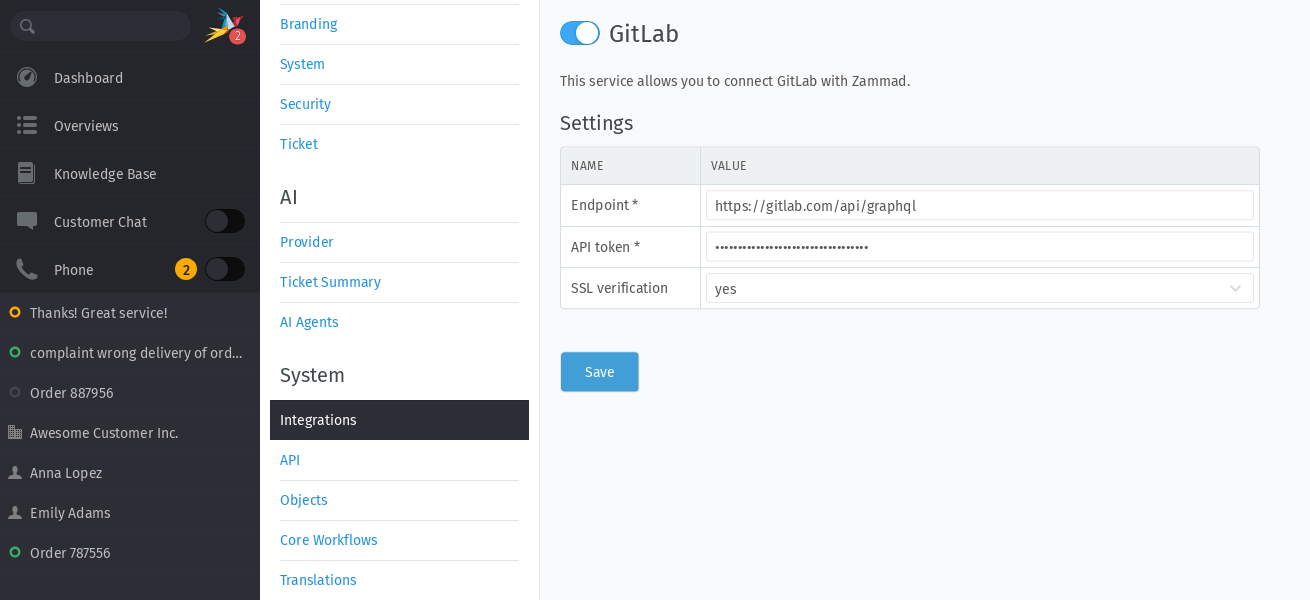 2
Dashboard
Overviews
Knowledge Base
Customer Chat
Phone 2
Thanks! Great service!
complaint wrong delivery of ord...
Order 887956
Awesome Customer Inc.
Anna Lopez
Emily Adams
Order 787556
Branding
System
Security
Ticket
AI
Provider
Ticket Summary
AI Agents
System
Integrations
API
Objects
Core Workflows
Translations
GitLab
This service allows you to connect GitLab with Zammad.
Settings
NAME VALUE
Endpoint * https://gitlab.com/api/graphql
API token * ••••••••••••••••••••••••••••••••••
SSL verification yes
Save